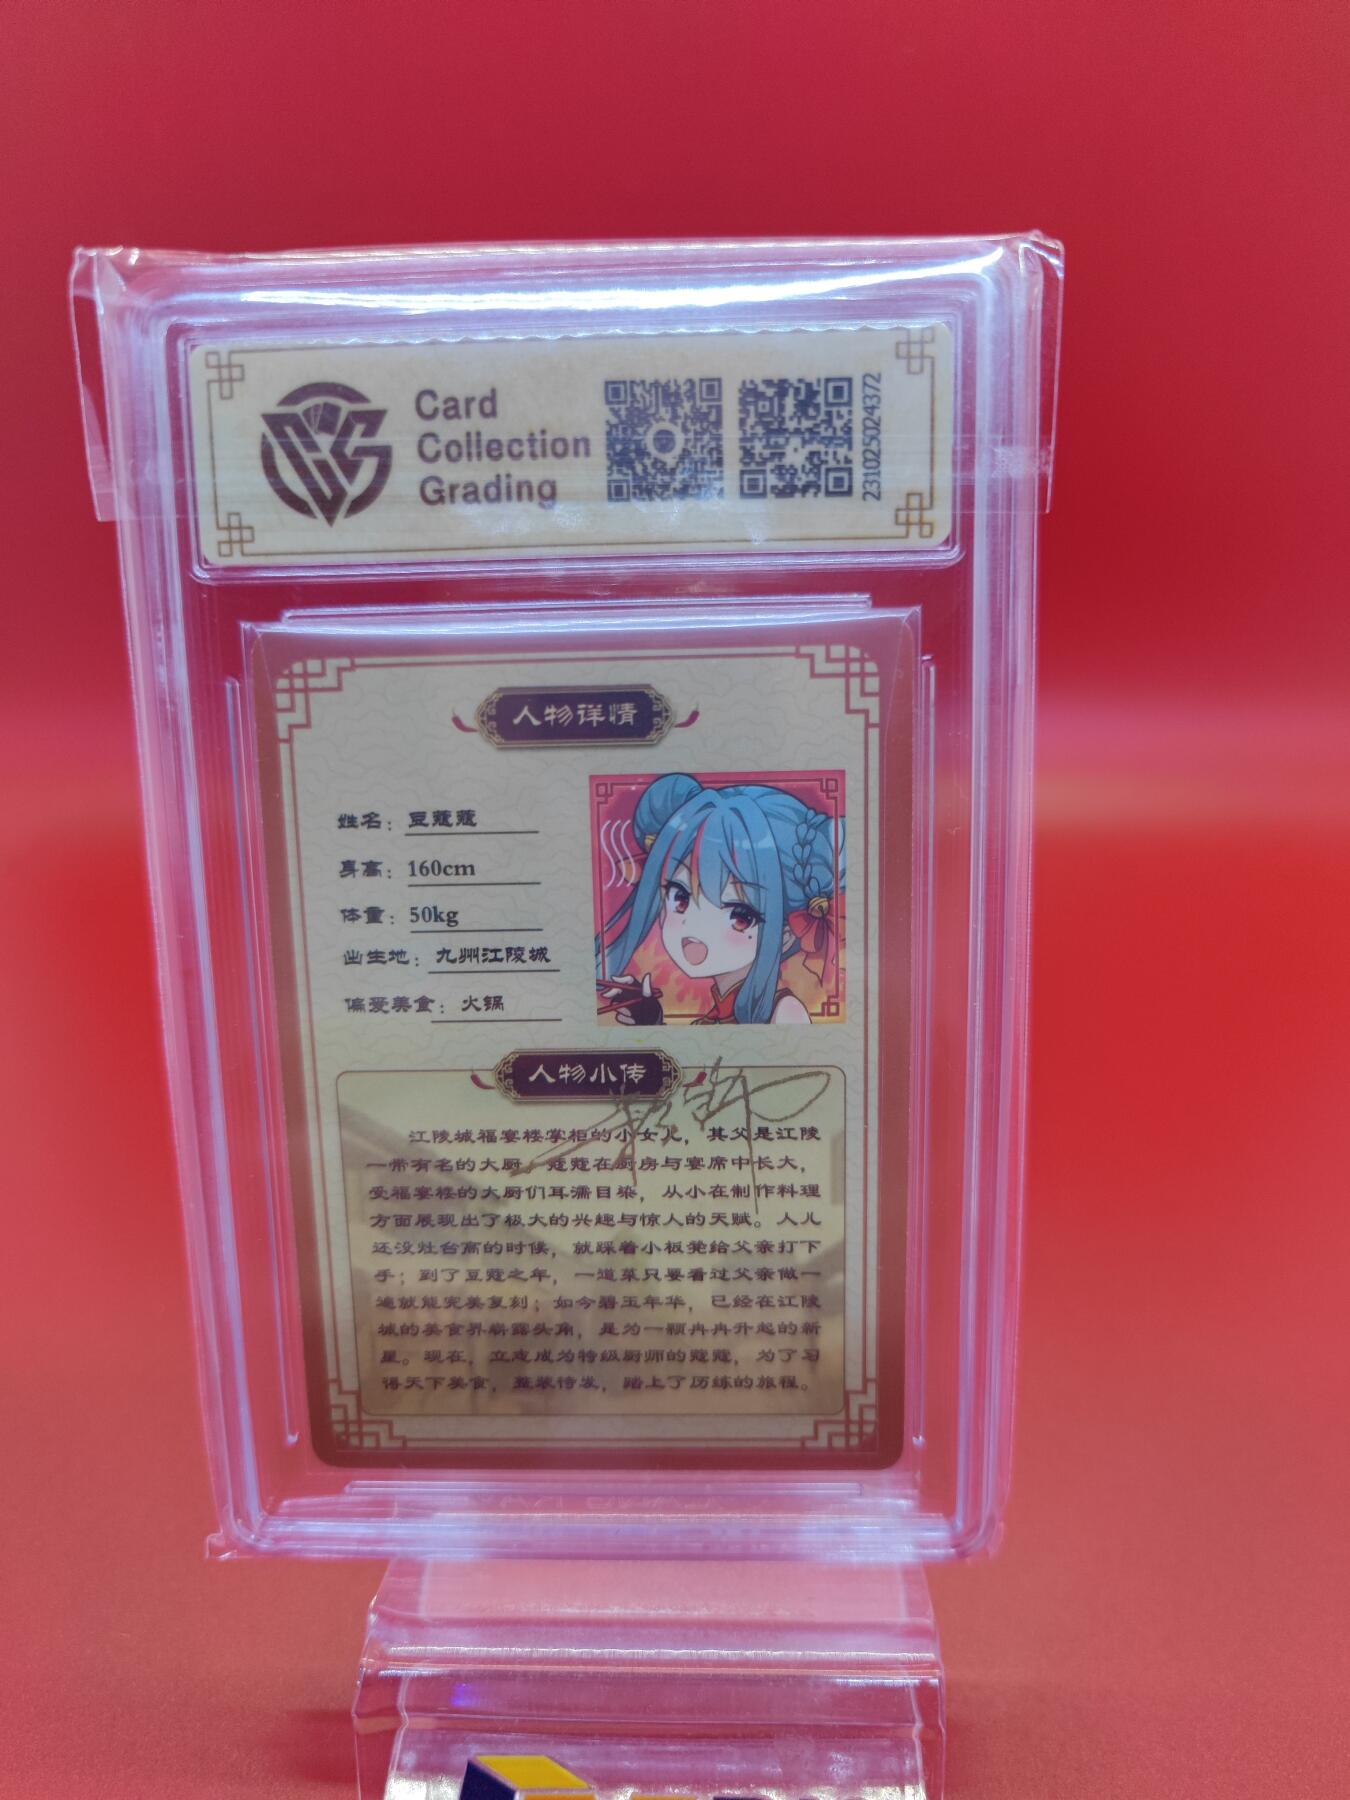 Card
Collection
Grading
231025024372
人物详情
姓名：豆蔻蔻
身高：160cm
体重：50kg
出生地：九州江陵城
偏爱美食：火锅
人物小传
江陵城福宴楼掌柜的小女儿，其父是江陵
一带有名的大厨。蔻蔻在厨房与宴席中长大，
受福宴楼的大厨们耳濡目染，从小在制作料理
方面展现出了极大的兴趣与惊人的天赋。人儿
还没灶台高的时候，就踩着小板凳给父亲打下
手；到了豆蔻之年，一道菜只要看过父亲做一
遍就能完美复刻；如今碧玉年华，已经在江陵
城的美食界崭露头角，是为一颗冉冉升起的新
星。现在，立志成为特级厨师的蔻蔻，为了习
得天下美食，整装待发，踏上了历练的旅程。